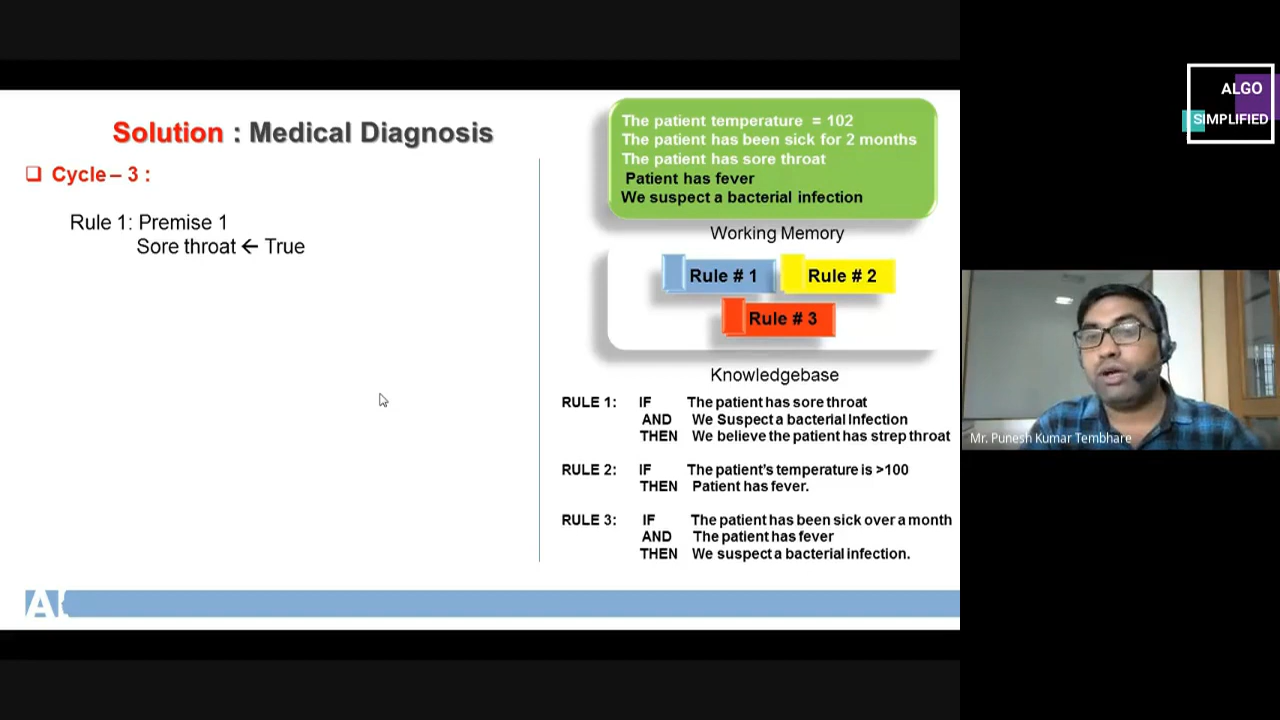 Solution : Medical Diagnosis
❑ Cycle – 3 :
Rule 1: Premise 1
Sore throat ← True
The patient temperature = 102
The patient has been sick for 2 months
The patient has sore throat
Patient has fever
We suspect a bacterial infection
Working Memory
Rule # 1
Rule # 2
Rule # 3
Knowledgebase
RULE 1: IF The patient has sore throat
AND We Suspect a bacterial Infection
THEN We believe the patient has strep throat
RULE 2: IF The patient's temperature is >100
THEN Patient has fever.
RULE 3: IF The patient has been sick over a month
AND The patient has fever
THEN We suspect a bacterial infection.
ALGO
SIMPLIFIED
Mr. Punesh Kumar Tembhare